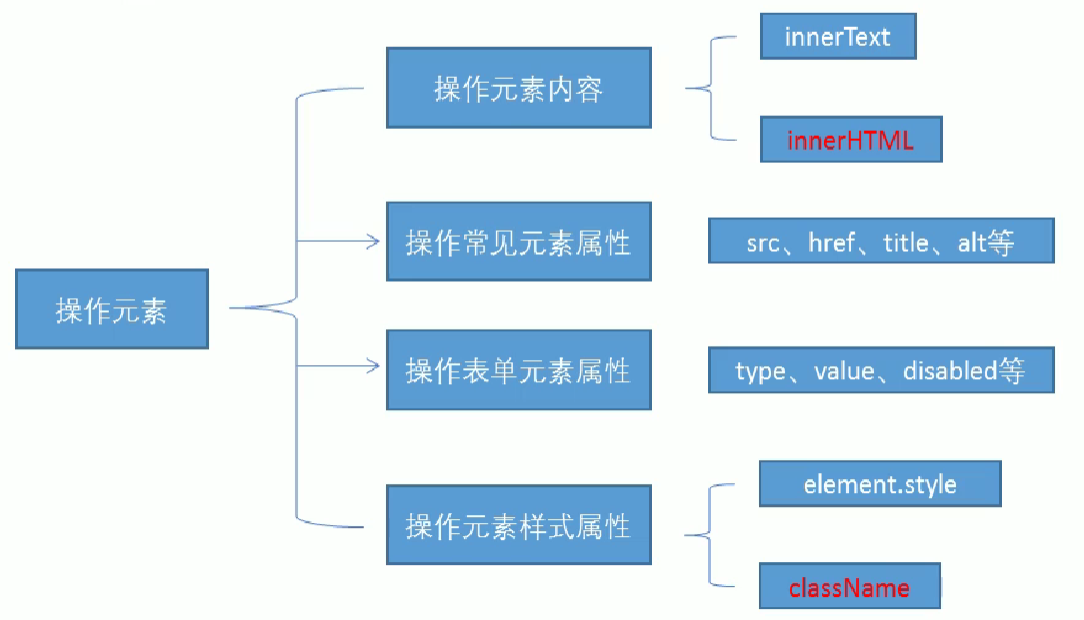 操作元素
操作元素内容
innerText
innerHTML
操作常见元素属性
src、href、title、alt等
操作表单元素属性
type、value、disabled等
操作元素样式属性
element.style
className